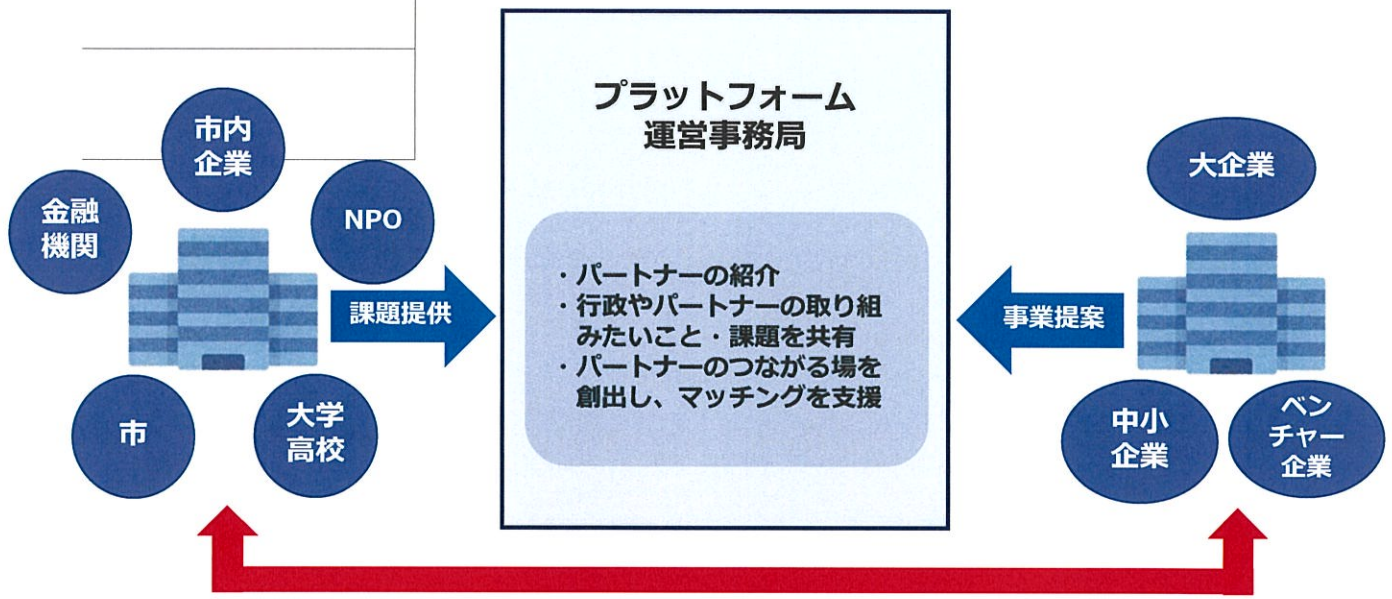 市内
企業
金融
機関
NPO
市
大学
高校
課題提供
プラットフォーム
運営事務局
・パートナーの紹介
・行政やパートナーの取り組
みたいこと・課題を共有
・パートナーのつながる場を
創出し、マッチングを支援
事業提案
大企業
中小
企業
ベン
チャー
企業